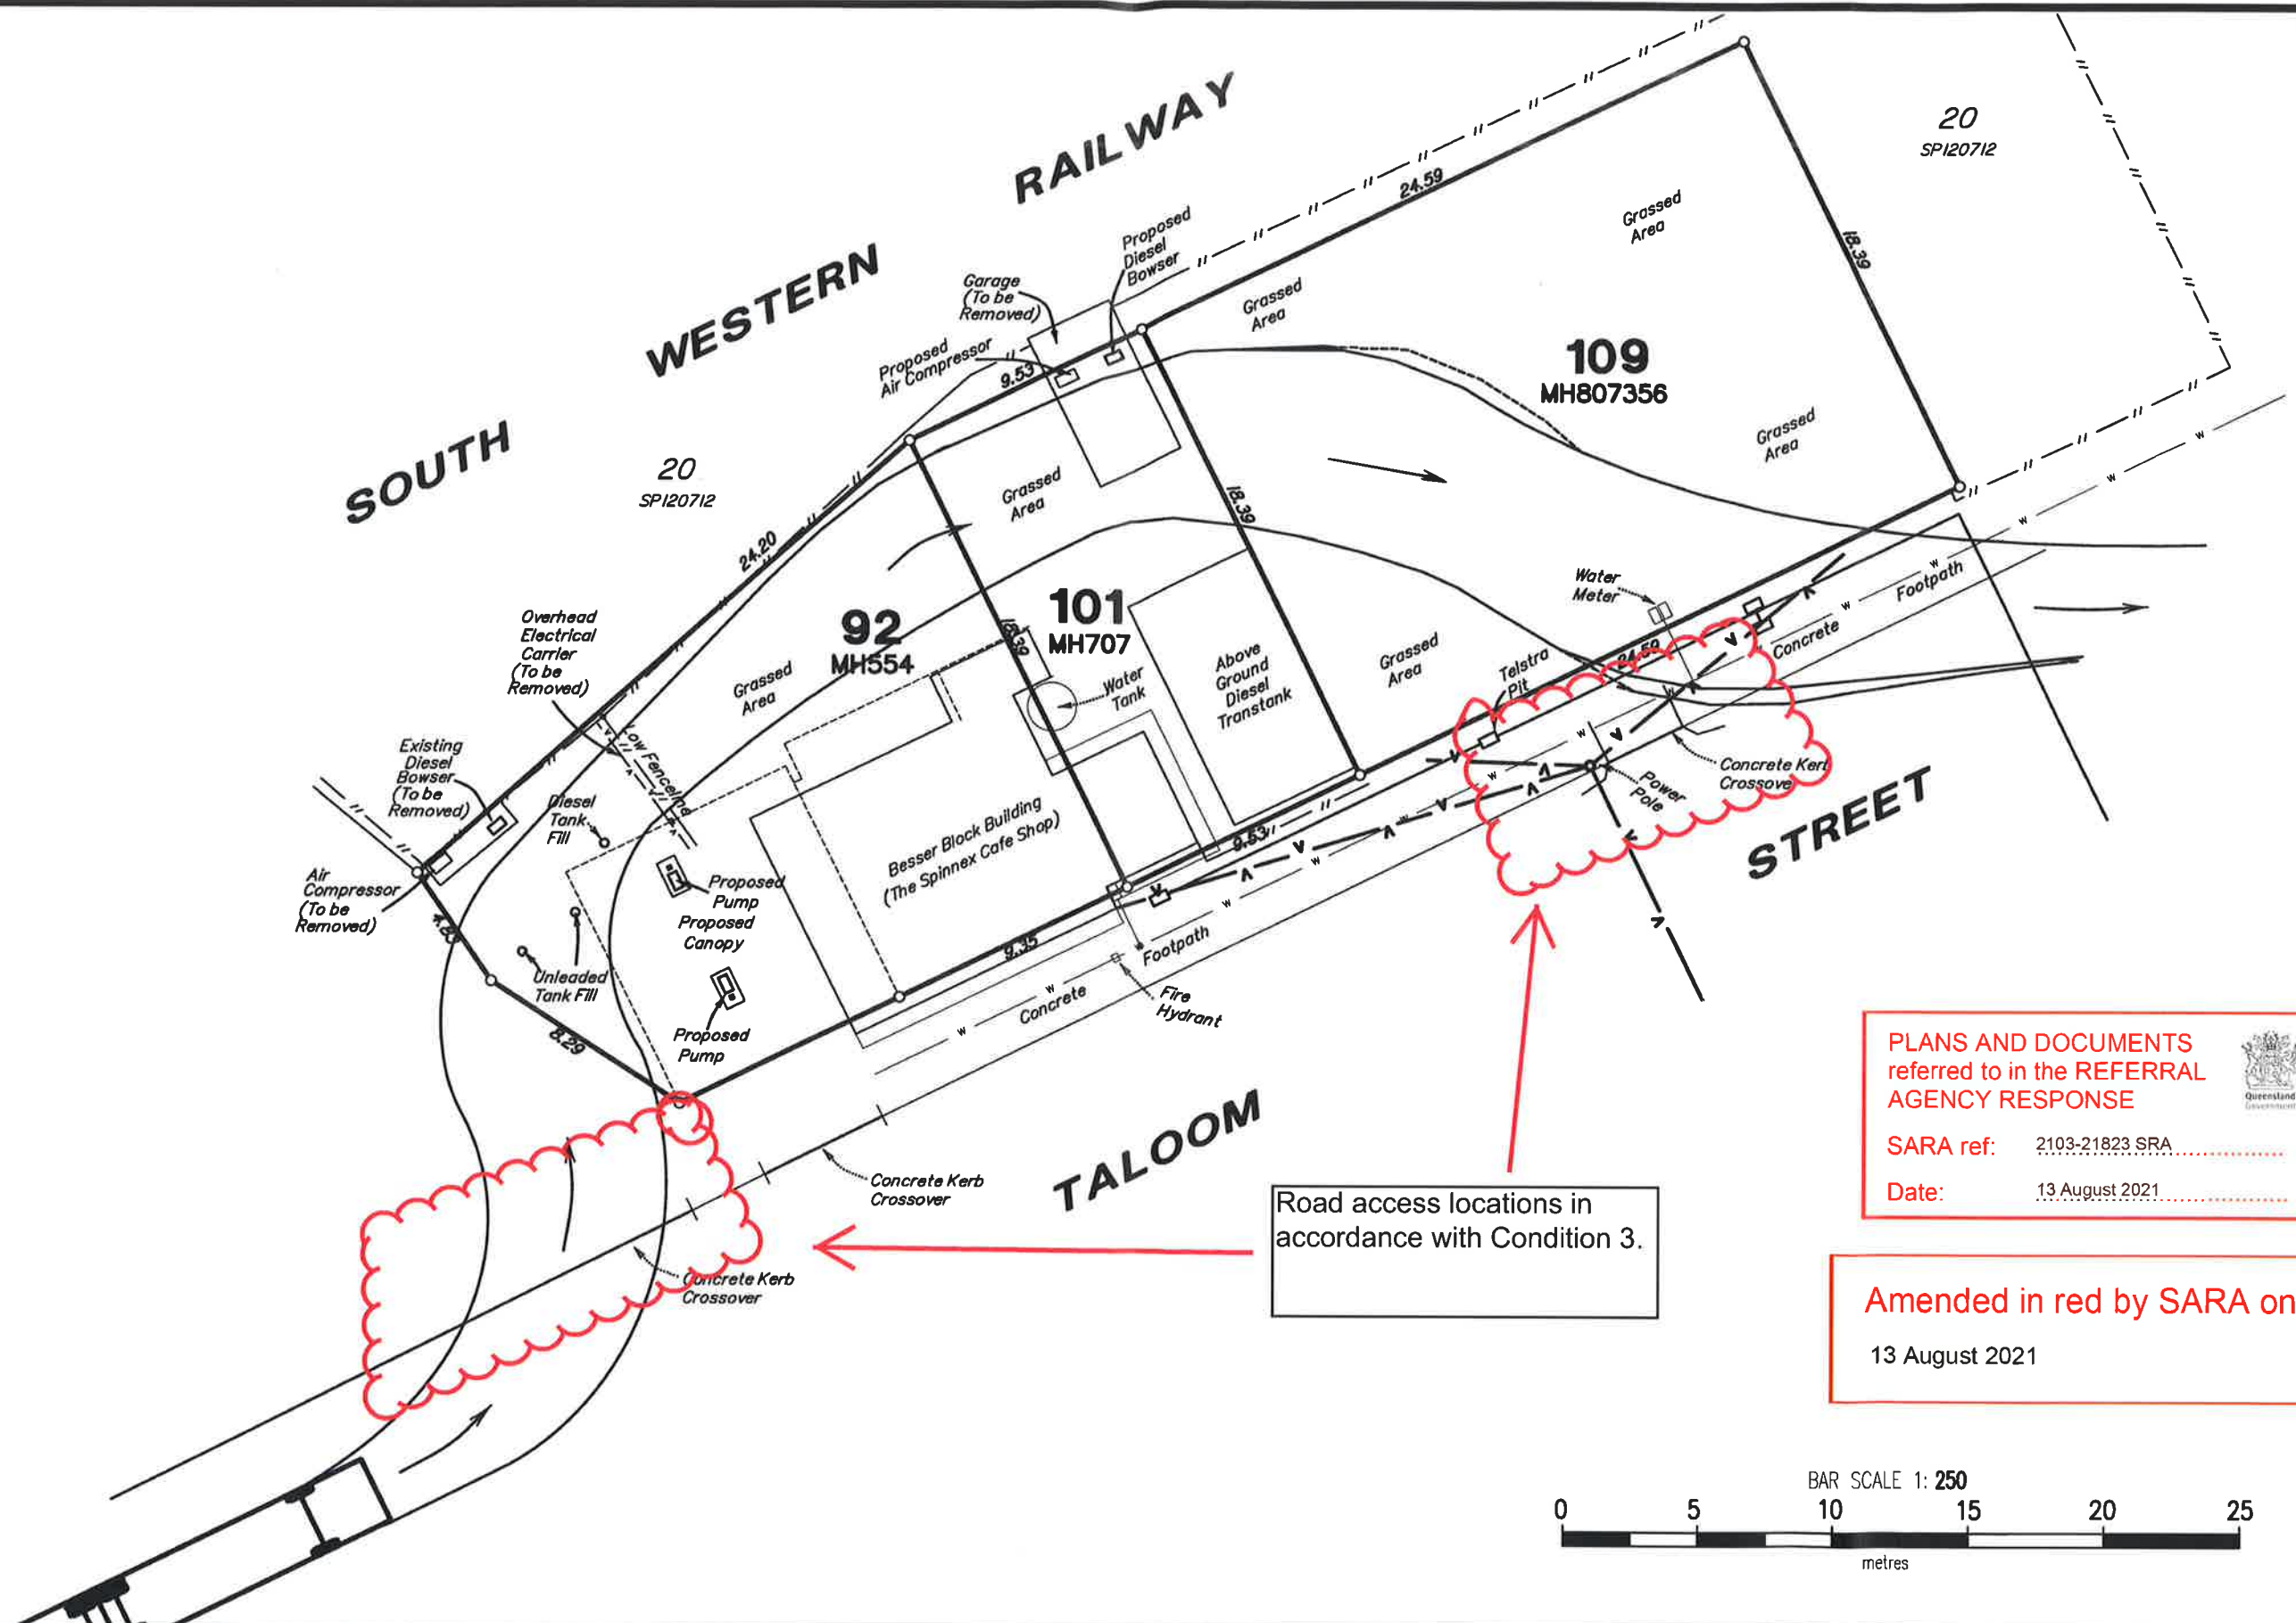 SOUTH WESTERN RAILWAY
20
SP120712
20
SP120712
24.59
18.39
Grassed
Area
Proposed
Diesel
Bowser
Garage
(To be
Removed)
Grassed
Area
Proposed
Air Compressor
9.53
109
MH807356
Grassed
Area
Grassed
Area
18.39
24.20
Overhead
Electrical
Carrier
(To be
Removed)
92
MH554
101
MH707
18.39
Grassed
Area
Water
Tank
Above
Ground
Diesel
Transtank
Grassed
Area
Water
Meter
Telstra
Pit
24.59
Concrete
Footpath
Low Fenceline
Existing
Diesel
Bowser
(To be
Removed)
Diesel
Tank
Fill
Besser Block Building
(The Spinnex Cafe Shop)
9.53
Power
Pole
Concrete Kerb
Crossover
Air
Compressor
(To be
Removed)
4.83
Proposed
Pump
Proposed
Canopy
Unleaded
Tank Fill
Proposed
Pump
8.29
9.35
Concrete
Footpath
Fire
Hydrant
Concrete Kerb
Crossover
Concrete Kerb
Crossover
TALOOM STREET
Road access locations in
accordance with Condition 3.
PLANS AND DOCUMENTS
referred to in the REFERRAL
AGENCY RESPONSE
Queensland
Government
SARA ref: 2103-21823 SRA
Date: 13 August 2021
Amended in red by SARA on
13 August 2021
BAR SCALE 1: 250
0 5 10 15 20 25
metres